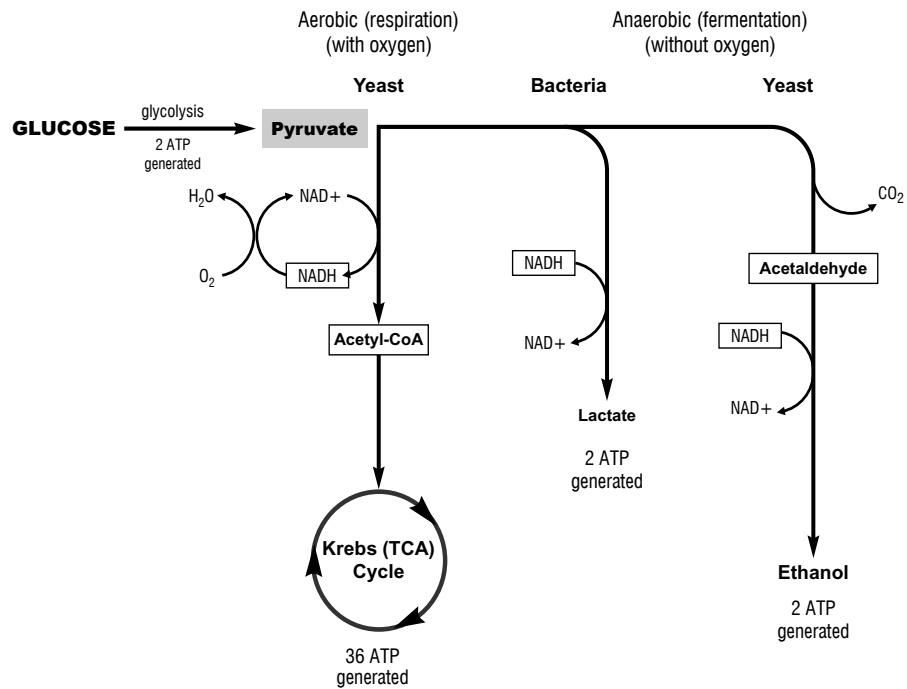 Aerobic (respiration)
(with oxygen)
Anaerobic (fermentation)
(without oxygen)
Yeast
Bacteria
Yeast
GLUCOSE
glycolysis
2 ATP
generated
Pyruvate
H₂O
NAD+
O₂
NADH
CO₂
NADH
Acetaldehyde
Acetyl-CoA
NAD+
NADH
NAD+
Lactate
2 ATP
generated
Krebs (TCA)
Cycle
Ethanol
2 ATP
generated
36 ATP
generated